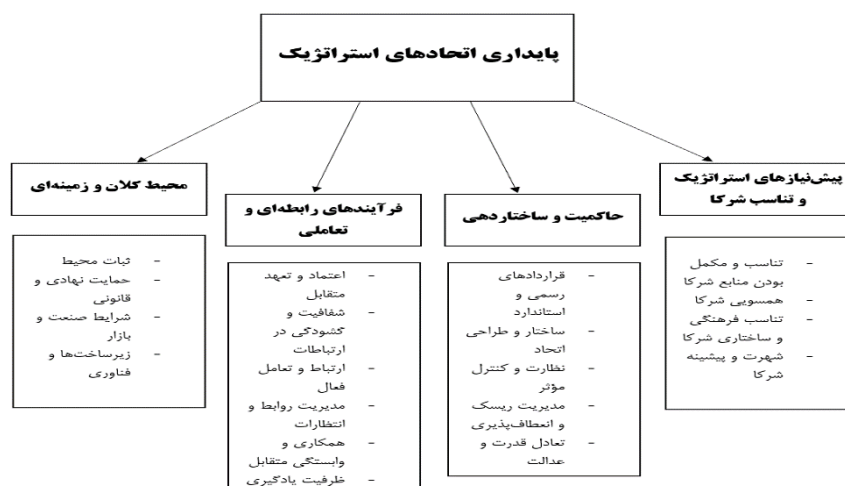 پایداری اتحادهای استراتژیک
پیش‌نیازهای استراتژیک
و تناسب شرکا
- تناسب و مکمل
بودن منابع شرکا
- همسویی شرکا
- تناسب فرهنگی
و ساختاری شرکا
- شهرت و پیشینه
شرکا
حاکمیت و ساختاردهی
- قراردادهای
رسمی و
استاندارد
- ساختار و طراحی
اتحاد
- نظارت و کنترل
مؤثر
- مدیریت ریسک
و انعطاف‌پذیری
- تعادل قدرت و
عدالت
فرآیندهای رابطه‌ای و
تعاملی
- اعتماد و تعهد
متقابل
- شفافیت و
گشودگی در
ارتباطات
- ارتباط و تعامل
فعال
- مدیریت روابط و
انتظارات
- همکاری و
وابستگی متقابل
- ظرفیت یادگیری
محیط کلان و زمینه‌ای
- ثبات محیط
- حمایت نهادی و
قانونی
- شرایط صنعت و
بازار
- زیرساخت‌ها و
فناوری